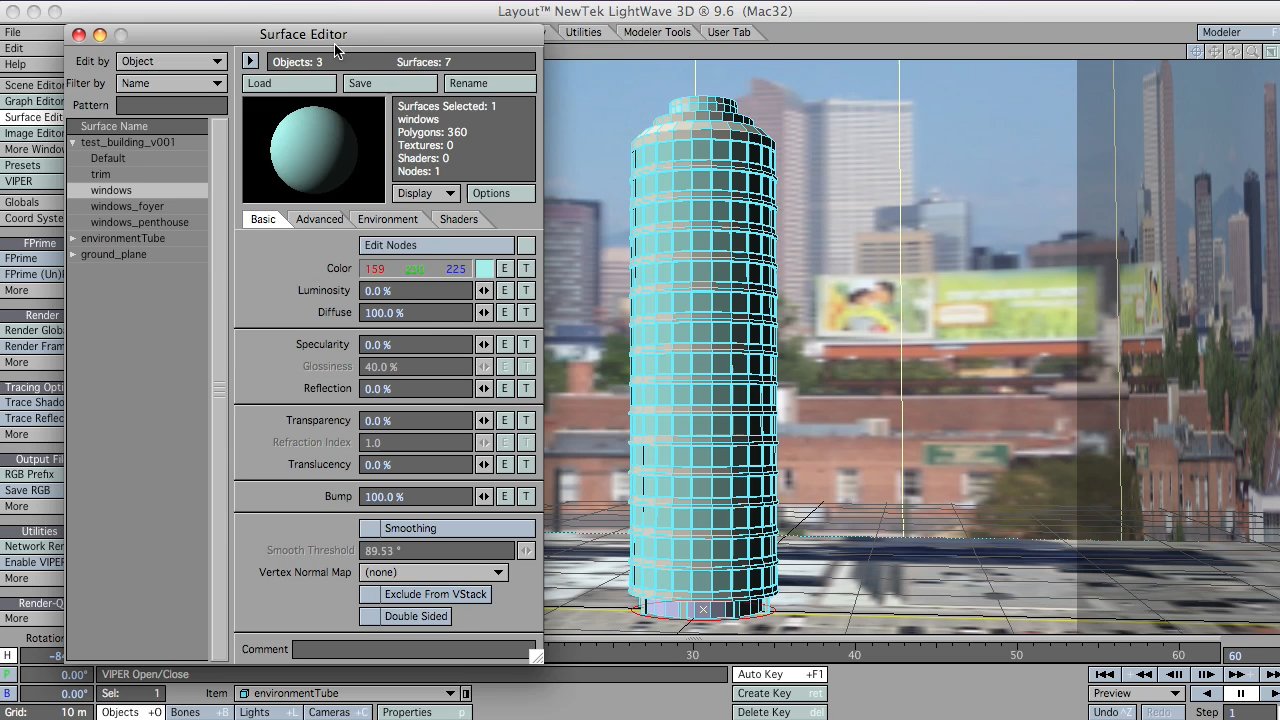 Layout™ NewTek LightWave 3D ® 9.6 (Mac32)
File
Edit
Help
Utilities
Modeler Tools
User Tab
Modeler
Surface Editor
Edit by
Object
Objects: 3
Surfaces: 7
Filter by
Name
Load
Save
Rename
Pattern
Surface Name
test_building_v001
Default
trim
windows
windows_foyer
windows_penthouse
environmentTube
ground_plane
Surfaces Selected: 1
windows
Polygons: 360
Textures: 0
Shaders: 0
Nodes: 1
Display
Options
Basic
Advanced
Environment
Shaders
Edit Nodes
Color
159
225
E
T
Luminosity
0.0 %
E
T
Diffuse
100.0 %
E
T
Specularity
0.0 %
E
T
Glossiness
40.0 %
E
T
Reflection
0.0 %
E
T
Transparency
0.0 %
E
T
Refraction Index
1.0
E
T
Translucency
0.0 %
E
T
Bump
100.0 %
E
T
Smoothing
Smooth Threshold
89.53 °
Vertex Normal Map
(none)
Exclude From VStack
Double Sided
Comment
Scene Editor
Graph Editor
Surface Edit
Image Editor
More Window
Presets
VIPER
Globals
Coord Syste
FPrime
FPrime
FPrime (Un)
More
Render
Render Globa
Render Fram
More
Tracing Opti
Trace Shado
Trace Reflec
More
Output Fil
RGB Prefix
Save RGB
More
Utilities
Network Ren
Enable VIPER
More
Render-Q
More
Rotation
H
P
0.00°
B
0.00°
Grid:
10 m
30
40
50
60
60
VIPER Open/Close
Sel:
1
Item
environmentTube
Objects +O
Bones +B
Lights +L
Cameras +C
Properties p
Auto Key +F1
Create Key ret
Delete Key del
Preview
Undo ^Z
Redo
Step
1